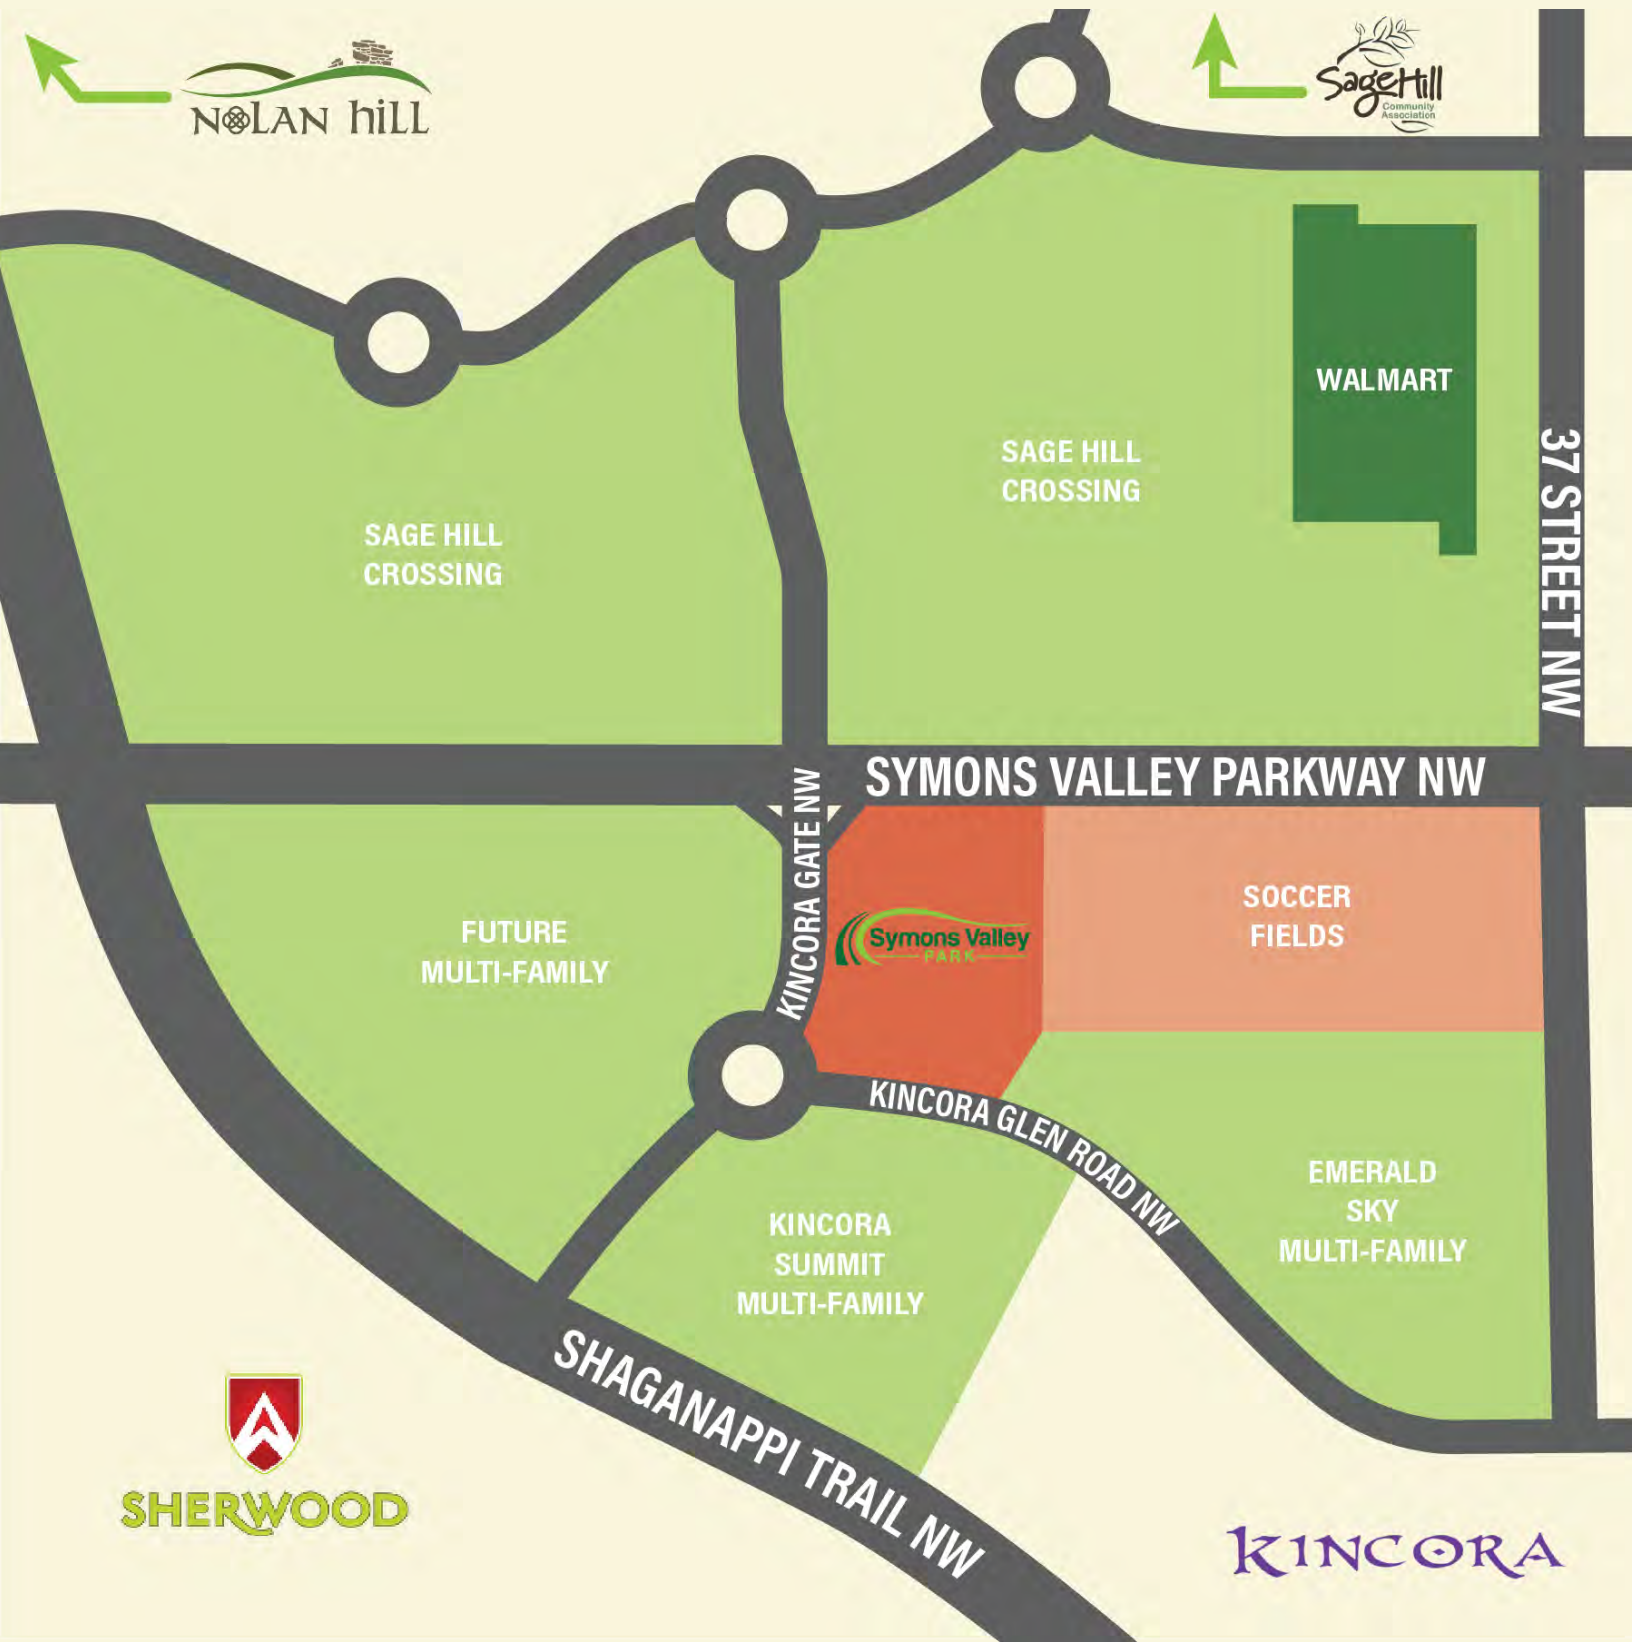 NOLAN hiLL
SageHill
Community
Association
WALMART
SAGE HILL
CROSSING
37 STREET NW
SAGE HILL
CROSSING
SYMONS VALLEY PARKWAY NW
KINCORA GATE NW
SOCCER
FIELDS
FUTURE
MULTI-FAMILY
Symons Valley
PARK
KINCORA GLEN ROAD NW
EMERALD
SKY
MULTI-FAMILY
KINCORA
SUMMIT
MULTI-FAMILY
SHAGANAPPI TRAIL NW
SHERWOOD
KINCORA